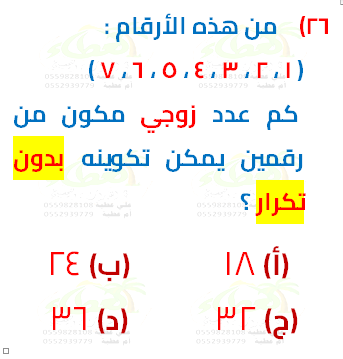 ٢٦) من هذه الأرقام :
( ١، ٢ ، ٣ ، ٤ ، ٥ ، ٦ ، ٧ )
كم عدد زوجي مكون من
رقمين يمكن تكوينه بدون
تكرار ؟
(أ) ١٨ (ب) ٢٤
(ج) ٣٢ (د) ٣٦